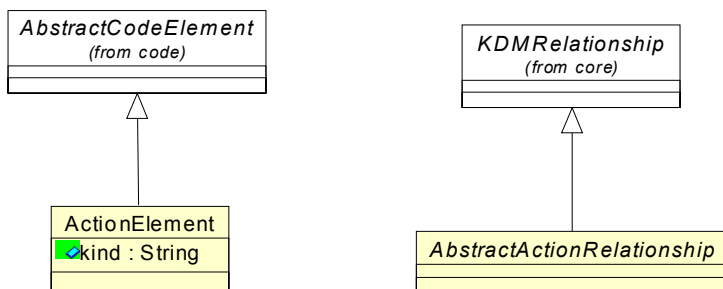 AbstractCodeElement
(from code)
KDMRelationship
(from core)
ActionElement
kind : String
AbstractActionRelationship